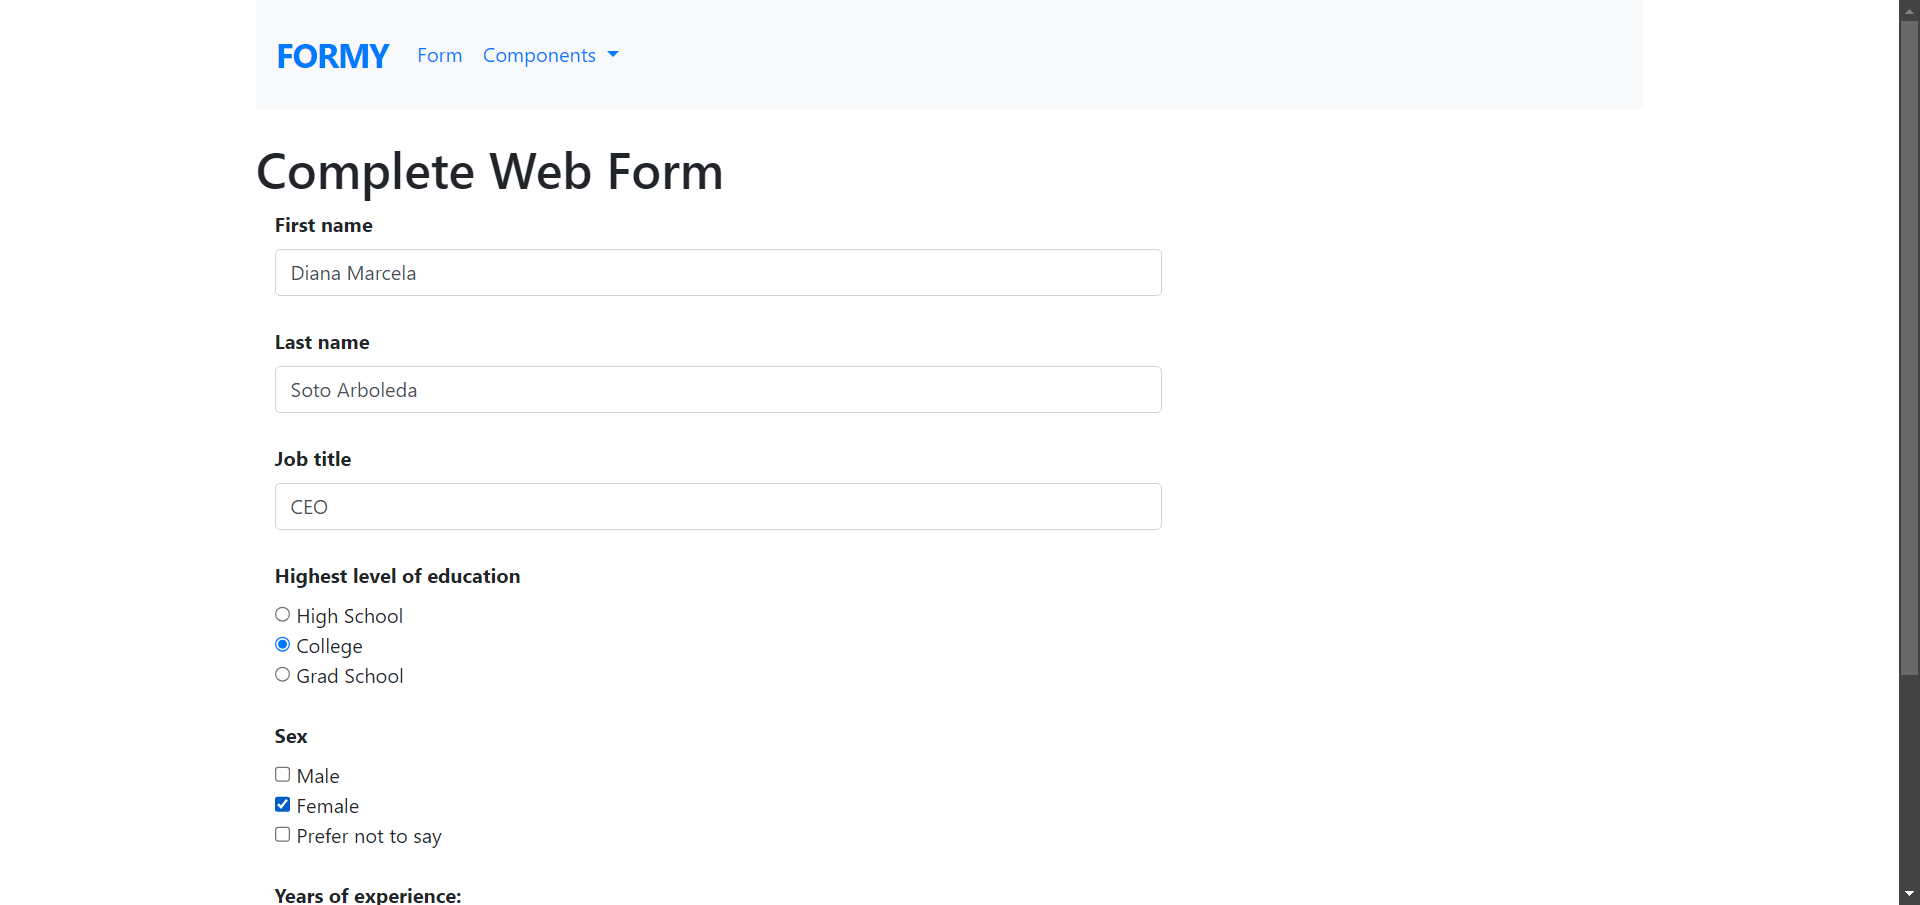 FORMY Form Components
Complete Web Form
First name
Diana Marcela
Last name
Soto Arboleda
Job title
CEO
Highest level of education
High School
College
Grad School
Sex
Male
Female
Prefer not to say
Years of experience: